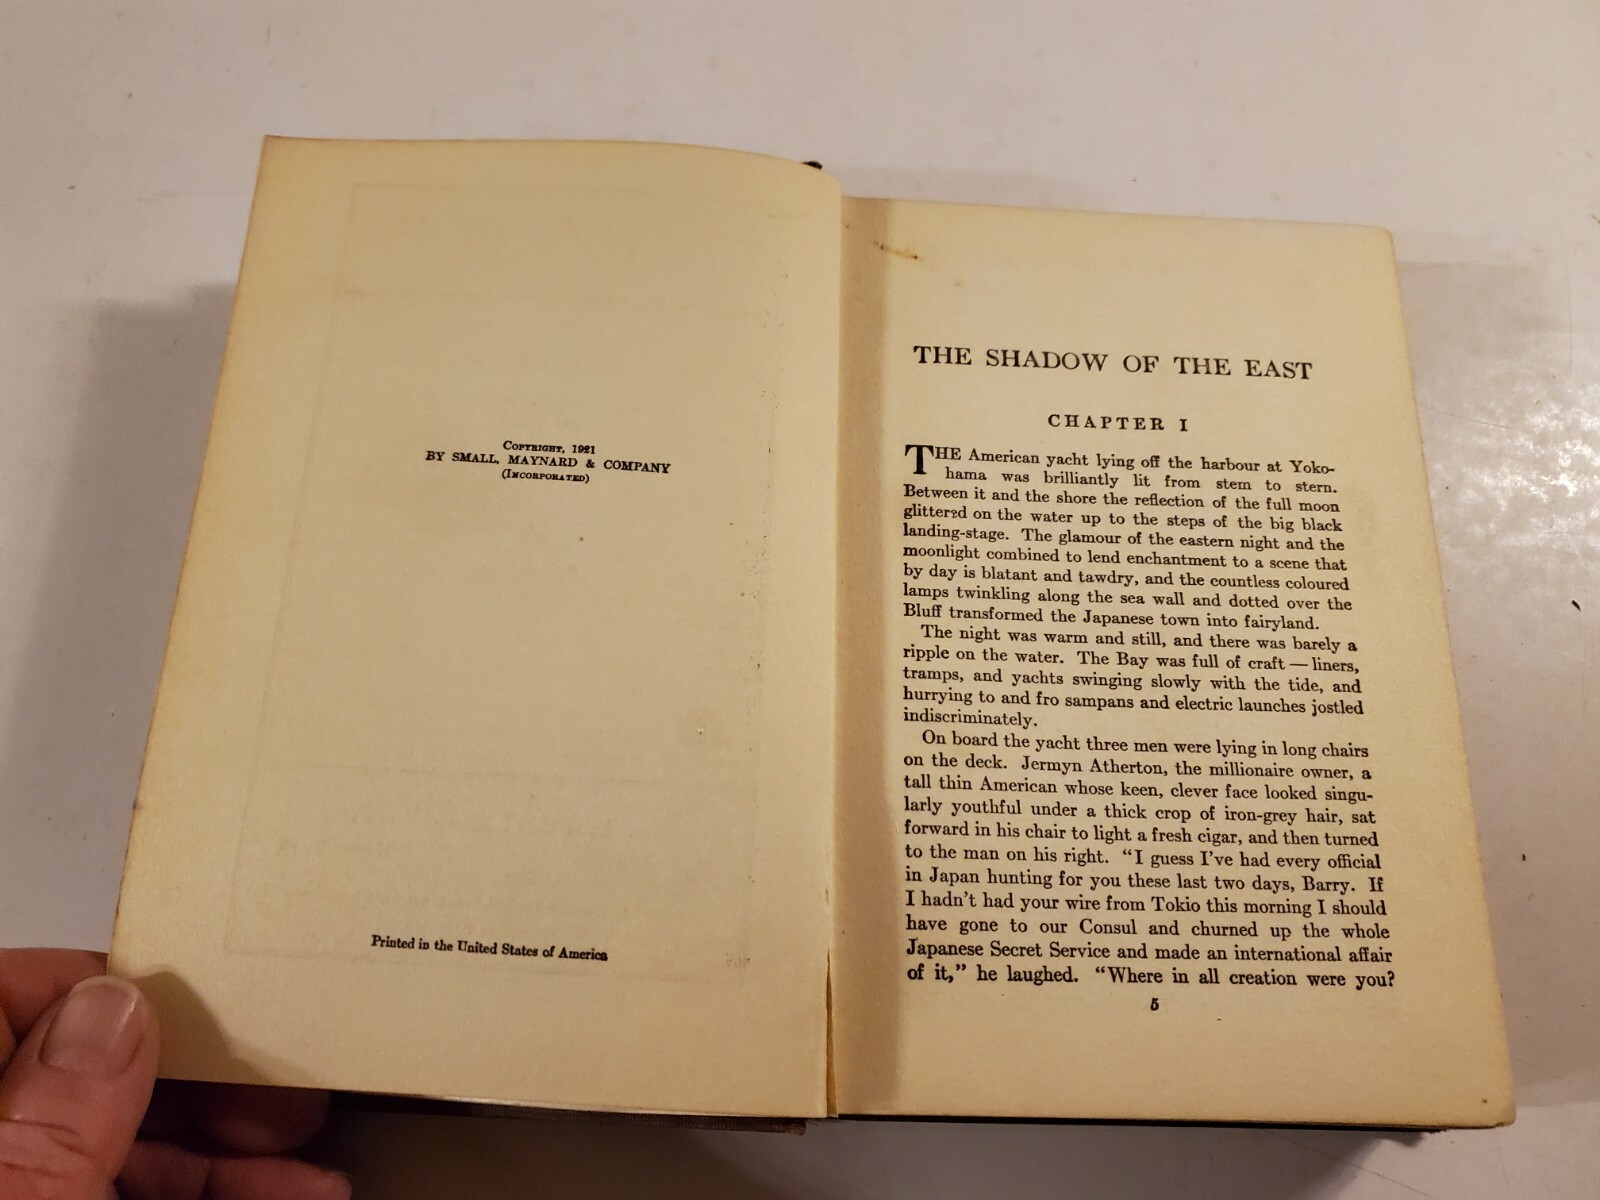 COPYRIGHT, 1921
BY SMALL, MAYNARD & COMPANY
(INCORPORATED)
Printed in the United States of America
THE SHADOW OF THE EAST
CHAPTER I
THE American yacht lying off the harbour at Yoko-
hama was brilliantly lit from stem to stern.
Between it and the shore the reflection of the full moon
glittered on the water up to the steps of the big black
landing-stage. The glamour of the eastern night and the
moonlight combined to lend enchantment to a scene that
by day is blatant and tawdry, and the countless coloured
lamps twinkling along the sea wall and dotted over the
Bluff transformed the Japanese town into fairyland.
The night was warm and still, and there was barely a
ripple on the water. The Bay was full of craft — liners,
tramps, and yachts swinging slowly with the tide, and
hurrying to and fro sampans and electric launches jostled
indiscriminately.
On board the yacht three men were lying in long chairs
on the deck. Jermyn Atherton, the millionaire owner, a
tall thin American whose keen, clever face looked singu-
larly youthful under a thick crop of iron-grey hair, sat
forward in his chair to light a fresh cigar, and then turned
to the man on his right. "I guess I've had every official
in Japan hunting for you these last two days, Barry. If
I hadn't had your wire from Tokio this morning I should
have gone to our Consul and churned up the whole
Japanese Secret Service and made an international affair
of it," he laughed. "Where in all creation were you?
5